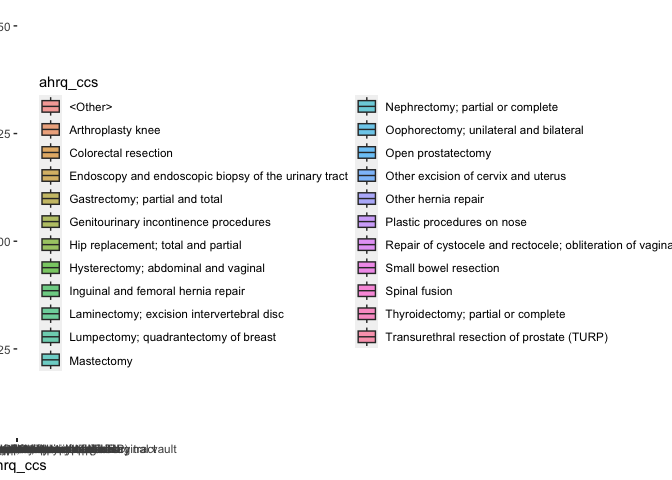 50
ahrq_ccs
<Other>
Arthroplasty knee
25
Colorectal resection
Endoscopy and endoscopic biopsy of the urinary tract
Gastrectomy; partial and total
Genitourinary incontinence procedures
00
Hip replacement; total and partial
Hysterectomy; abdominal and vaginal
Inguinal and femoral hernia repair
Laminectomy; excision intervertebral disc
Lumpectomy; quadrantectomy of breast
25
Mastectomy
Nephrectomy; partial or complete
Oophorectomy; unilateral and bilateral
Open prostatectomy
Other excision of cervix and uterus
Other hernia repair
Plastic procedures on nose
Repair of cystocele and rectocele; obliteration of vagina
Small bowel resection
Spinal fusion
Thyroidectomy; partial or complete
Transurethral resection of prostate (TURP)
vault
hrq_ccs